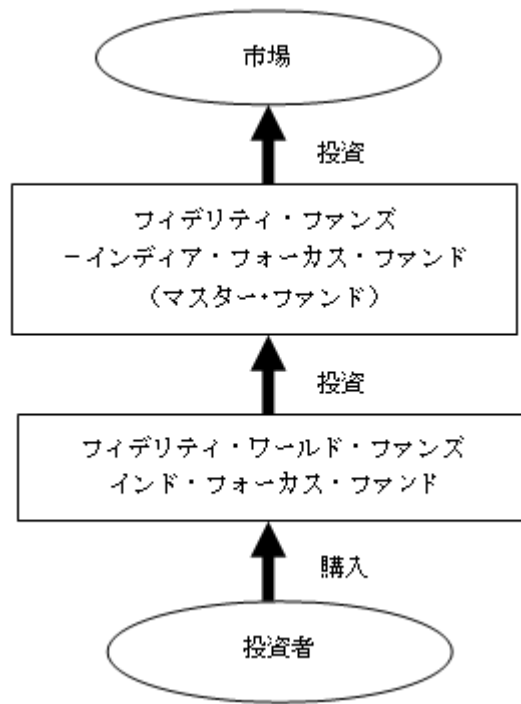 市場
投資
フィデリティ・ファンズ
－インディア・フォーカス・ファンド
（マスター・ファンド）
投資
フィデリティ・ワールド・ファンズ
インド・フォーカス・ファンド
購入
投資者